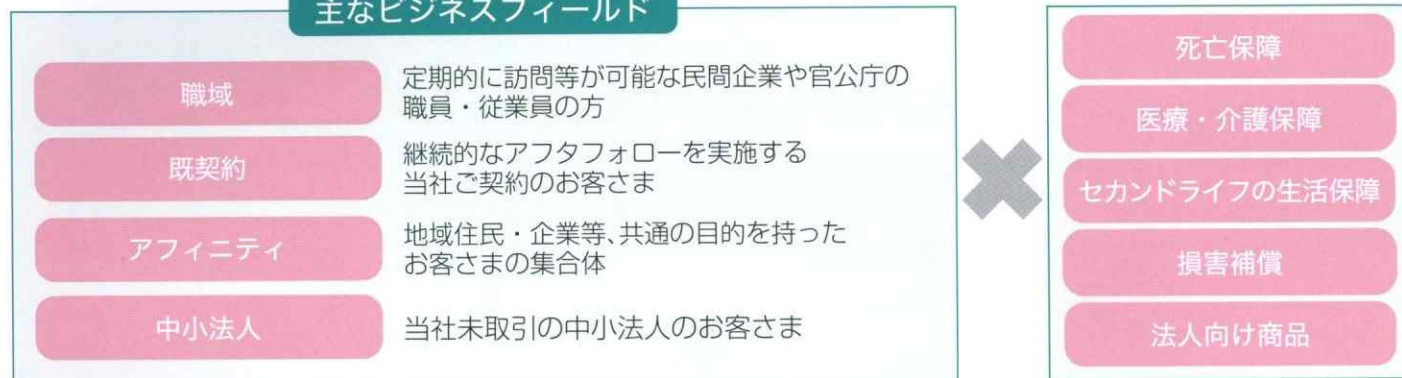 主なビジネスフィールド
職域
定期的に訪問等が可能な民間企業や官公庁の
職員・従業員の方
既契約
継続的なアフタフォローを実施する
当社ご契約のお客さま
アフィニティ
地域住民・企業等、共通の目的を持った
お客さまの集合体
中小法人
当社未取引の中小法人のお客さま
死亡保障
医療・介護保障
セカンドライフの生活保障
損害補償
法人向け商品